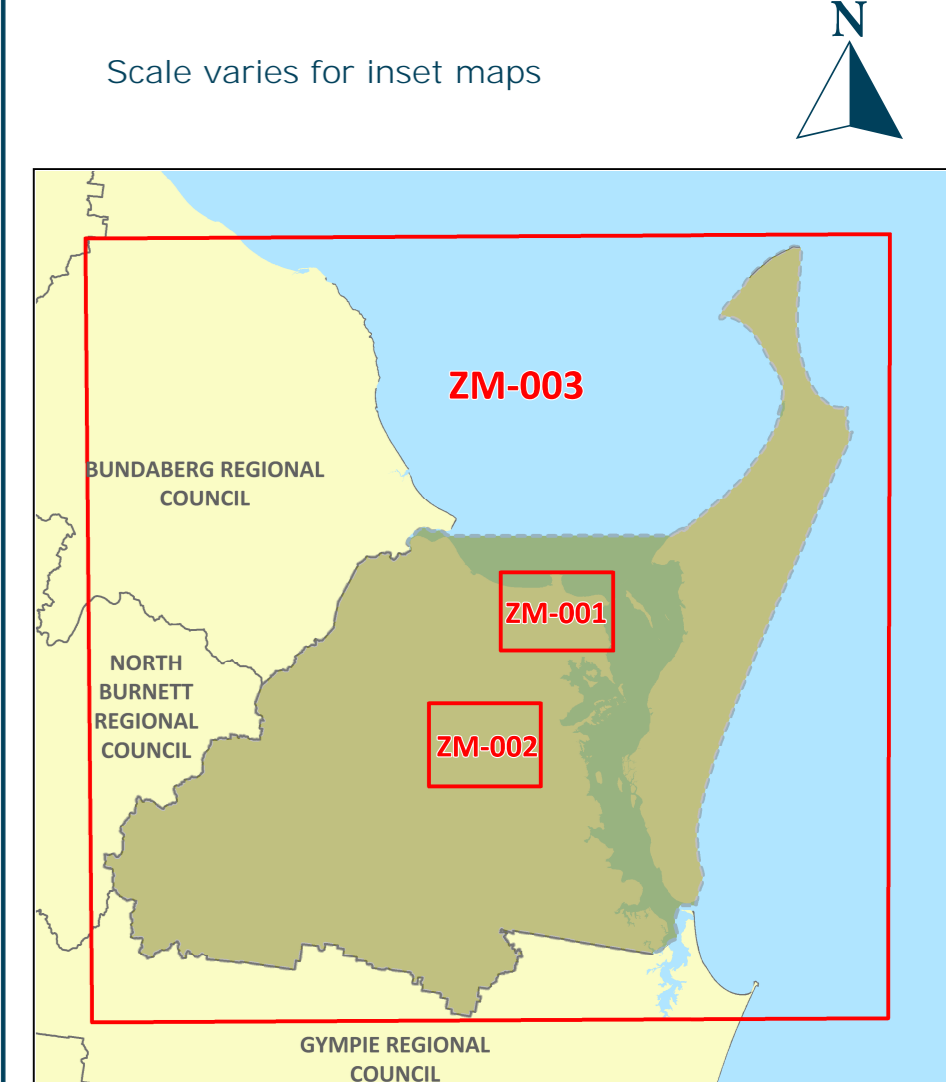 N
Scale varies for inset maps
ZM-003
BUNDABERG REGIONAL
COUNCIL
ZM-001
NORTH
BURNETT
REGIONAL
COUNCIL
ZM-002
GYMPIE REGIONAL
COUNCIL